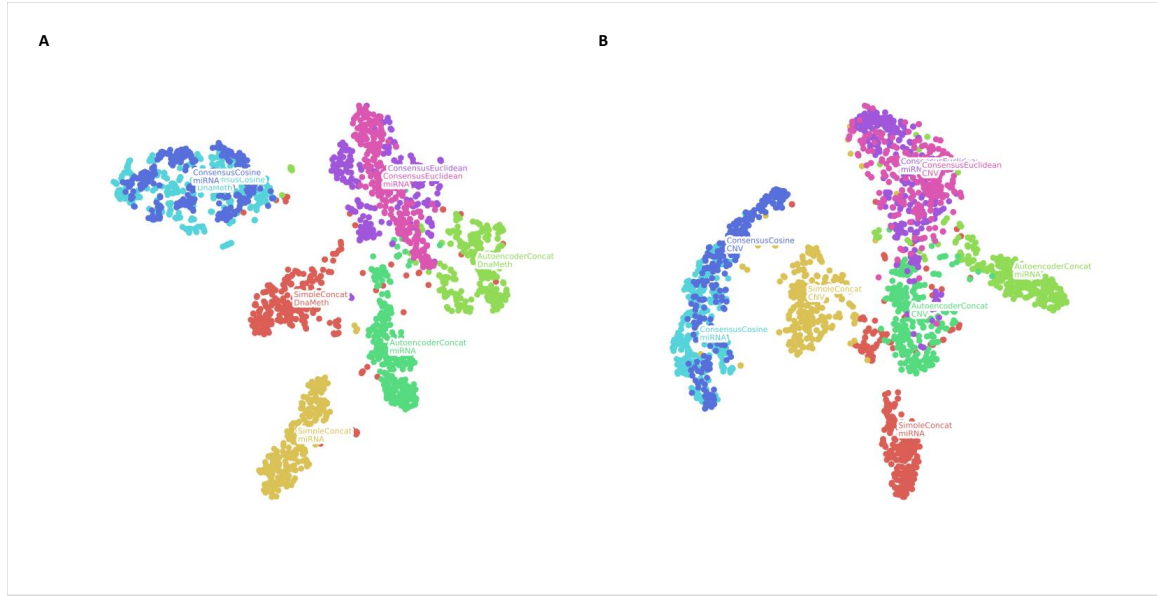 A
B
ConsensusCosine
miRNA
ConsensusCosine
DnaMeth
ConsensusEuclidean
ConsensusEuclidean
miRNA
AutoencoderConcat
DnaMeth
SimpleConcat
DnaMeth
AutoencoderConcat
miRNA
SimpleConcat
miRNA
ConsensusEuclidean
CNV
ConsensusCosine
CNV
AutoencoderConcat
miRNA
SimpleConcat
CNV
AutoencoderConcat
CNV
ConsensusCosine
miRNA
SimpleConcat
miRNA